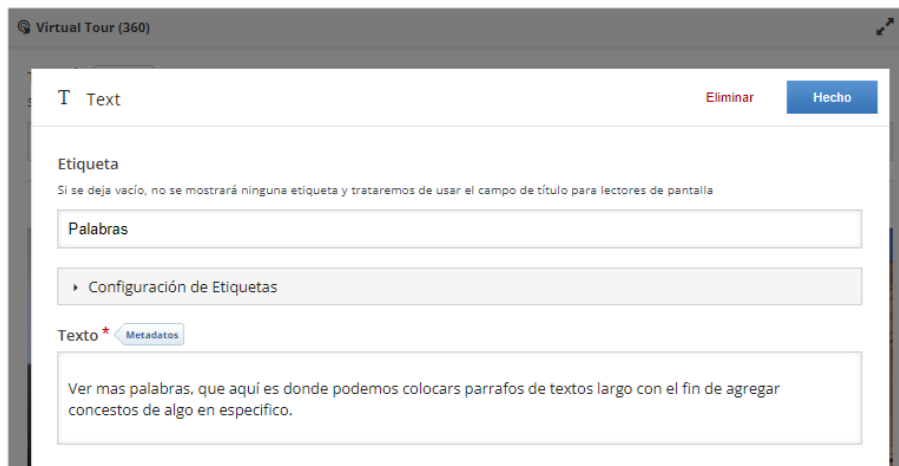 Virtual Tour (360)
T Text
Eliminar
Hecho
Etiqueta
Si se deja vacío, no se mostrará ninguna etiqueta y trataremos de usar el campo de título para lectores de pantalla
Palabras
Configuración de Etiquetas
Texto * Metadatos
Ver mas palabras, que aquí es donde podemos colocars parrafos de textos largo con el fin de agregar
concestos de algo en especifico.